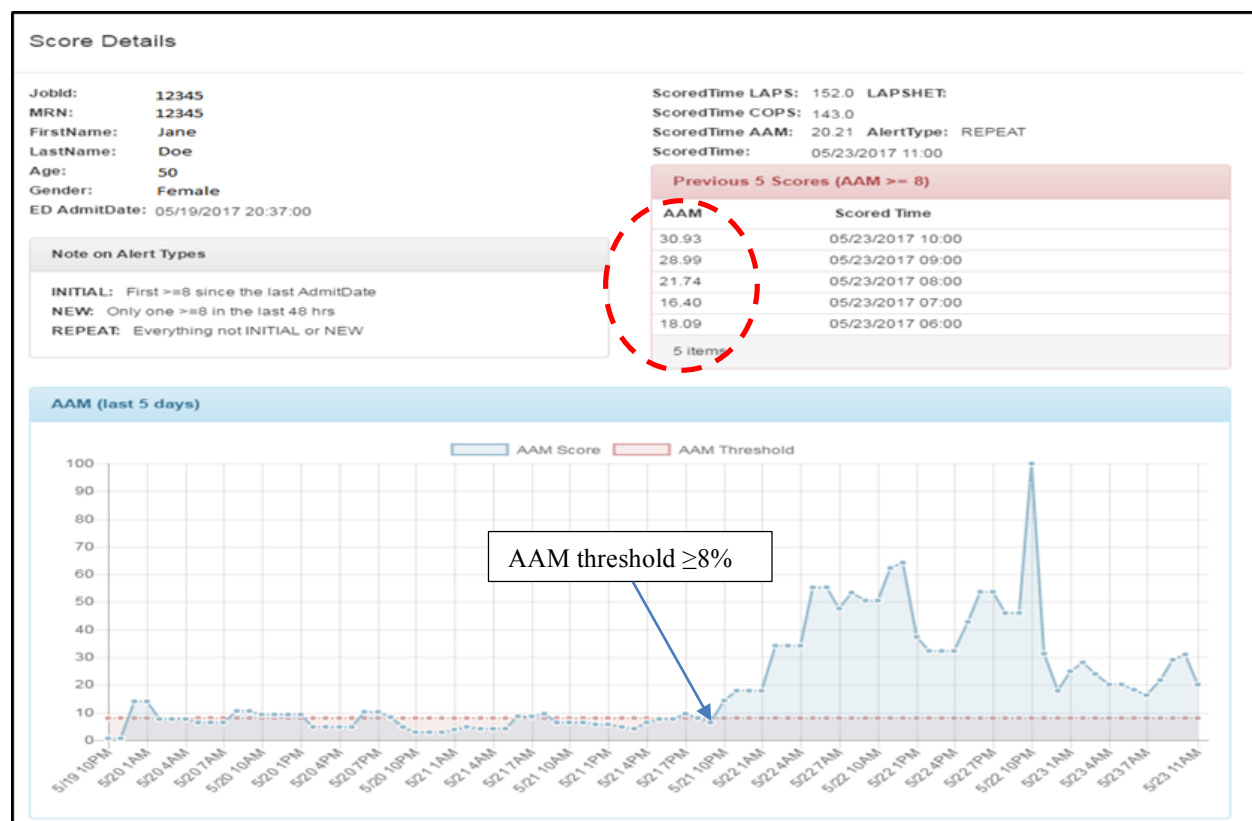 Score Details
JobId: 12345
MRN: 12345
FirstName: Jane
LastName: Doe
Age: 50
Gender: Female
ED AdmitDate: 05/19/2017 20:37:00
ScoredTime LAPS: 152.0 LAPSHET:
ScoredTime COPS: 143.0
ScoredTime AAM: 20.21 AlertType: REPEAT
ScoredTime: 05/23/2017 11:00
Note on Alert Types
INITIAL: First >=8 since the last AdmitDate
NEW: Only one >=8 in the last 48 hrs
REPEAT: Everything not INITIAL or NEW
Previous 5 Scores (AAM >= 8)
AAM Scored Time
30.93 05/23/2017 10:00
28.99 05/23/2017 09:00
21.74 05/23/2017 08:00
16.40 05/23/2017 07:00
18.09 05/23/2017 06:00
5 items
AAM (last 5 days)
AAM Score AAM Threshold
100
90
80
70
60
50
40
30
20
10
0
AAM threshold ≥8%
5/19 10PM
5/20 1AM
5/20 4AM
5/20 7AM
5/20 10AM
5/20 1PM
5/20 4PM
5/20 7PM
5/20 10PM
5/21 1AM
5/21 4AM
5/21 7AM
5/21 10AM
5/21 1PM
5/21 4PM
5/21 7PM
5/21 10PM
5/22 1AM
5/22 4AM
5/22 7AM
5/22 10AM
5/22 1PM
5/22 4PM
5/22 7PM
5/22 10PM
5/23 1AM
5/23 4AM
5/23 7AM
5/23 11AM